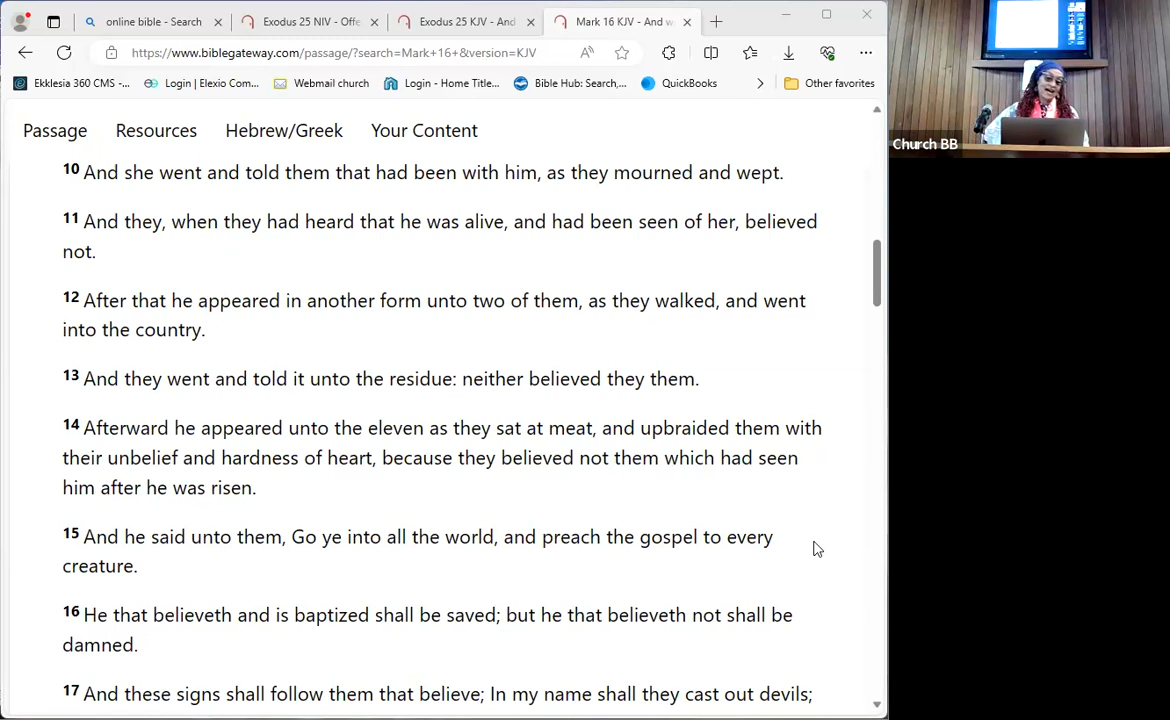 online bible - Search
Exodus 25 NIV - Offe
Exodus 25 KJV - And
Mark 16 KJV - And w
https://www.biblegateway.com/passage/?search=Mark+16+&version=KJV
Ekklesia 360 CMS -...
Login | Elexio Com...
Webmail church
Login - Home Title...
Bible Hub: Search,...
QuickBooks
Other favorites
Passage
Resources
Hebrew/Greek
Your Content
10 And she went and told them that had been with him, as they mourned and wept.
11 And they, when they had heard that he was alive, and had been seen of her, believed
not.
12 After that he appeared in another form unto two of them, as they walked, and went
into the country.
13 And they went and told it unto the residue: neither believed they them.
14 Afterward he appeared unto the eleven as they sat at meat, and upbraided them with
their unbelief and hardness of heart, because they believed not them which had seen
him after he was risen.
15 And he said unto them, Go ye into all the world, and preach the gospel to every
creature.
16 He that believeth and is baptized shall be saved; but he that believeth not shall be
damned.
17 And these signs shall follow them that believe; In my name shall they cast out devils;
Church BB